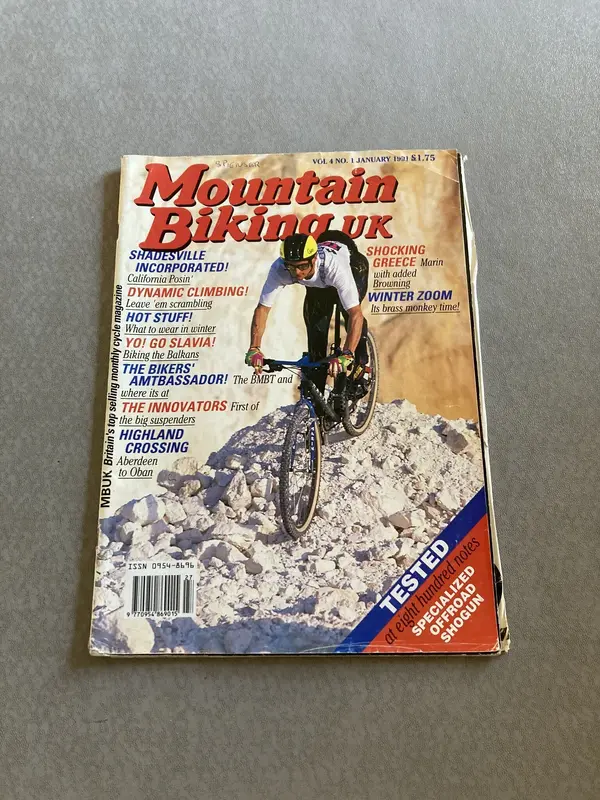 VOL 4 NO. 1 JANUARY 1991 £1.75
Mountain
Biking UK
SHADESVILLE
INCORPORATED!
California Posin'
DYNAMIC CLIMBING!
Leave 'em scrambling
HOT STUFF!
What to wear in winter
YO! GO SLAVIA!
Biking the Balkans
THE BIKERS'
AMTBASSADOR! The BMBT and
where its at
THE INNOVATORS First of
the big suspenders
HIGHLAND
CROSSING
Aberdeen
to Oban
SHOCKING
GREECE Marin
with added
Browning
WINTER ZOOM
Its brass monkey time!
MBUK Britain's top selling monthly cycle magazine
TESTED
at eight hundred notes
SPECIALIZED
OFFROAD
SHOGUN
ISSN 0954-8696
27
9 770954 869015